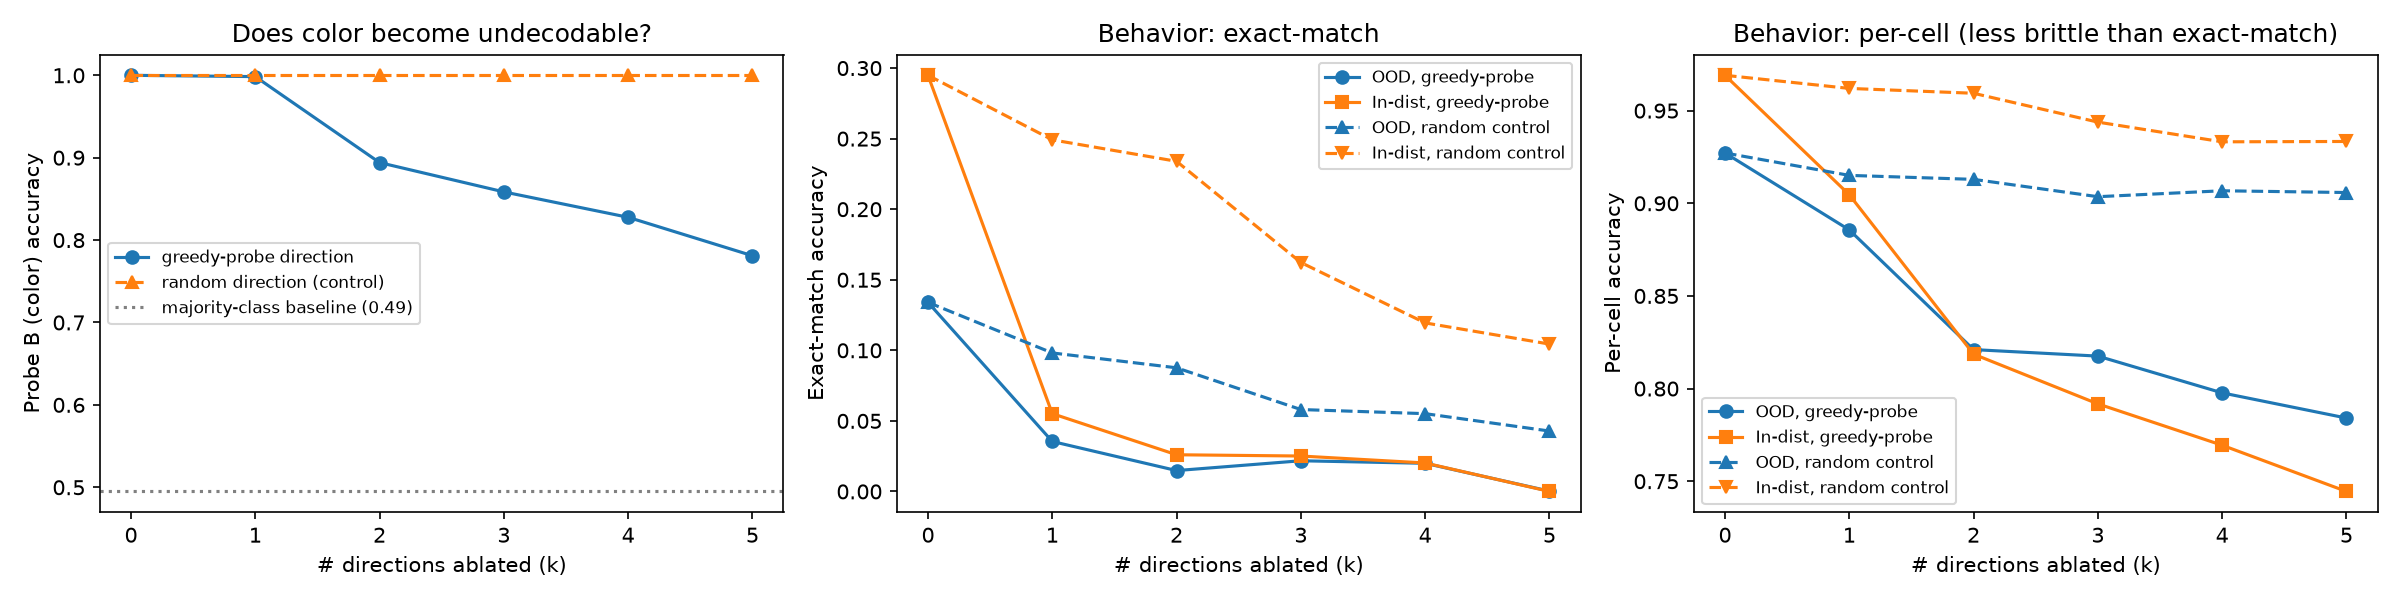 Does color become undecodable?
Probe B (color) accuracy
1.0
0.9
0.8
0.7
0.6
0.5
greedy-probe direction
random direction (control)
majority-class baseline (0.49)
0 1 2 3 4 5
# directions ablated (k)
Behavior: exact-match
Exact-match accuracy
0.30
0.25
0.20
0.15
0.10
0.05
0.00
OOD, greedy-probe
In-dist, greedy-probe
OOD, random control
In-dist, random control
0 1 2 3 4 5
# directions ablated (k)
Behavior: per-cell (less brittle than exact-match)
Per-cell accuracy
0.95
0.90
0.85
0.80
0.75
OOD, greedy-probe
In-dist, greedy-probe
OOD, random control
In-dist, random control
0 1 2 3 4 5
# directions ablated (k)